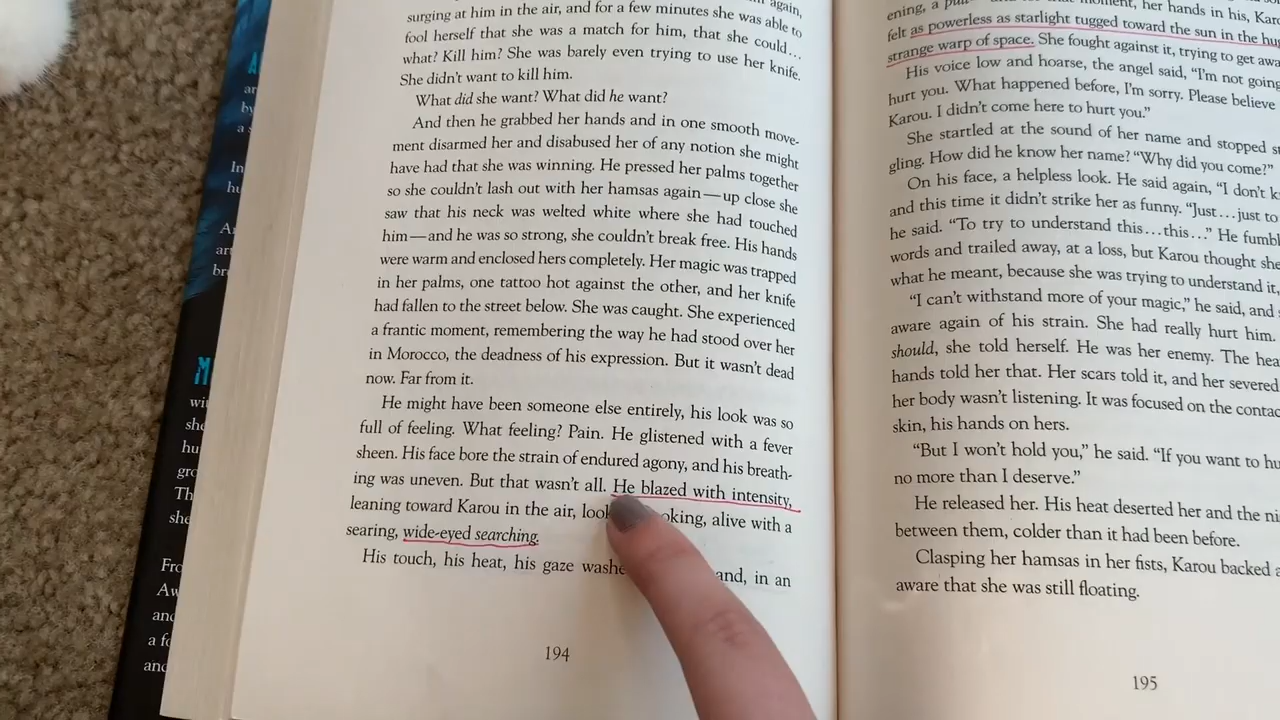 again,
surging at him in the air, and for a few minutes she was able to
fool herself that she was a match for him, that she could…
what? Kill him? She was barely even trying to use her knife.
She didn't want to kill him.
What did she want? What did he want?
And then he grabbed her hands and in one smooth move-
ment disarmed her and disabused her of any notion she might
have had that she was winning. He pressed her palms together
so she couldn't lash out with her hamsas again—up close she
saw that his neck was welted white where she had touched
him—and he was so strong, she couldn't break free. His hands
were warm and enclosed hers completely. Her magic was trapped
in her palms, one tattoo hot against the other, and her knife
had fallen to the street below. She was caught. She experienced
a frantic moment, remembering the way he had stood over her
in Morocco, the deadness of his expression. But it wasn't dead
now. Far from it.
He might have been someone else entirely, his look was so
full of feeling. What feeling? Pain. He glistened with a fever
sheen. His face bore the strain of endured agony, and his breath-
ing was uneven. But that wasn't all. He blazed with intensity,
leaning toward Karou in the air, alive with a
searing, wide-eyed searching.
His touch, his heat, his gaze and, in an
194
her hands in his,
felt as powerless as starlight tugged toward the sun in the
strange warp of space. She fought against it, trying to get
His voice low and hoarse, the angel said, "I'm not going
hurt you. What happened before, I'm sorry. Please believe
Karou. I didn't come here to hurt you."
She startled at the sound of her name and stopped
gling. How did he know her name? "Why did you come?"
On his face, a helpless look. He said again, "I don't
and this time it didn't strike her as funny. "Just…just to
he said. "To try to understand this…this…" He
words and trailed away, at a loss, but Karou thought
what he meant, because she was trying to understand it,
"I can't withstand more of your magic," he said, and
aware again of his strain. She had really hurt him.
should, she told herself. He was her enemy. The
hands told her that. Her scars told it, and her severed
her body wasn't listening. It was focused on the
skin, his hands on hers.
"But I won't hold you," he said. "If you want to
no more than I deserve."
He released her. His heat deserted her and the
between them, colder than it had been before.
Clasping her hamsas in her fists, Karou backed
aware that she was still floating.
195